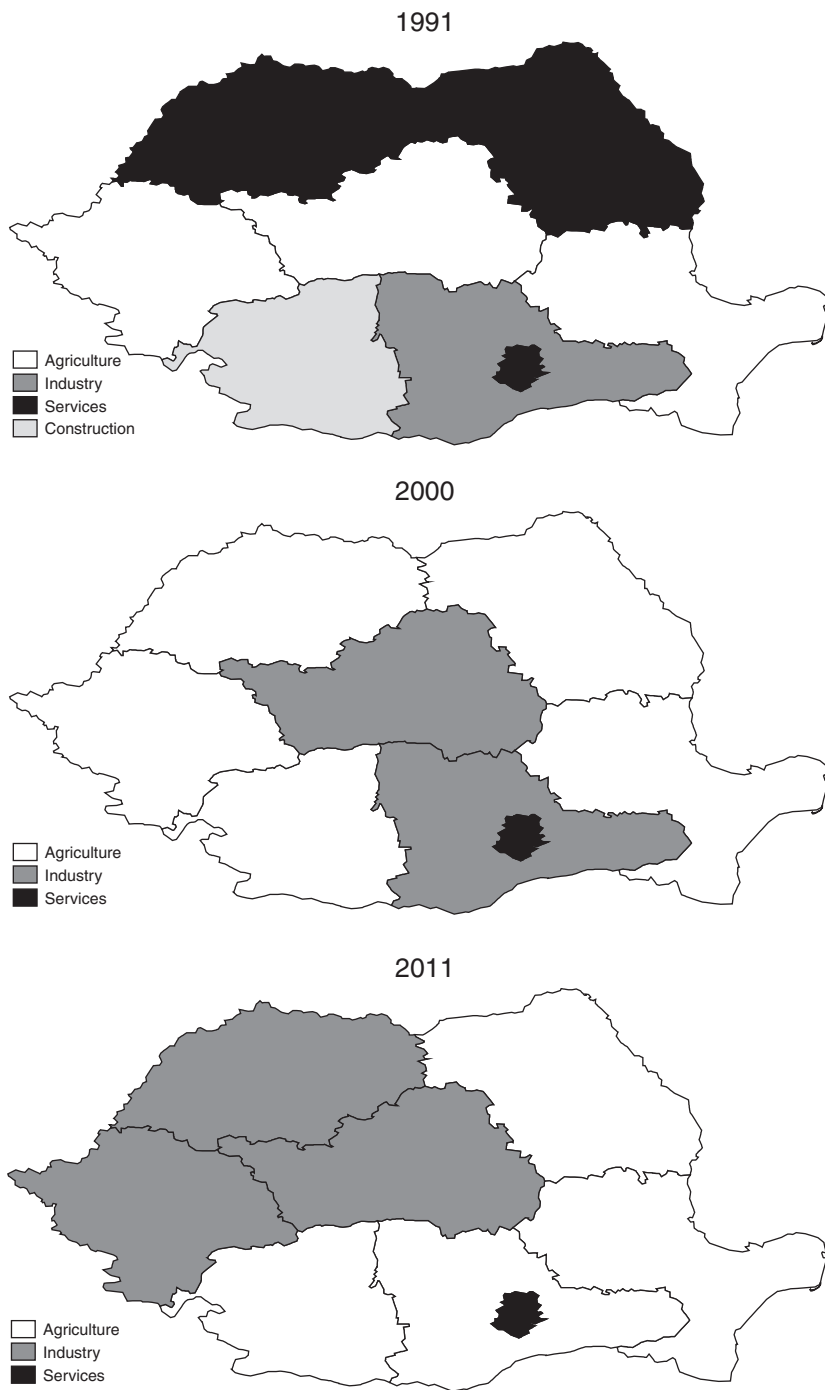 1991
Agriculture
Industry
Services
Construction
2000
Agriculture
Industry
Services
2011
Agriculture
Industry
Services